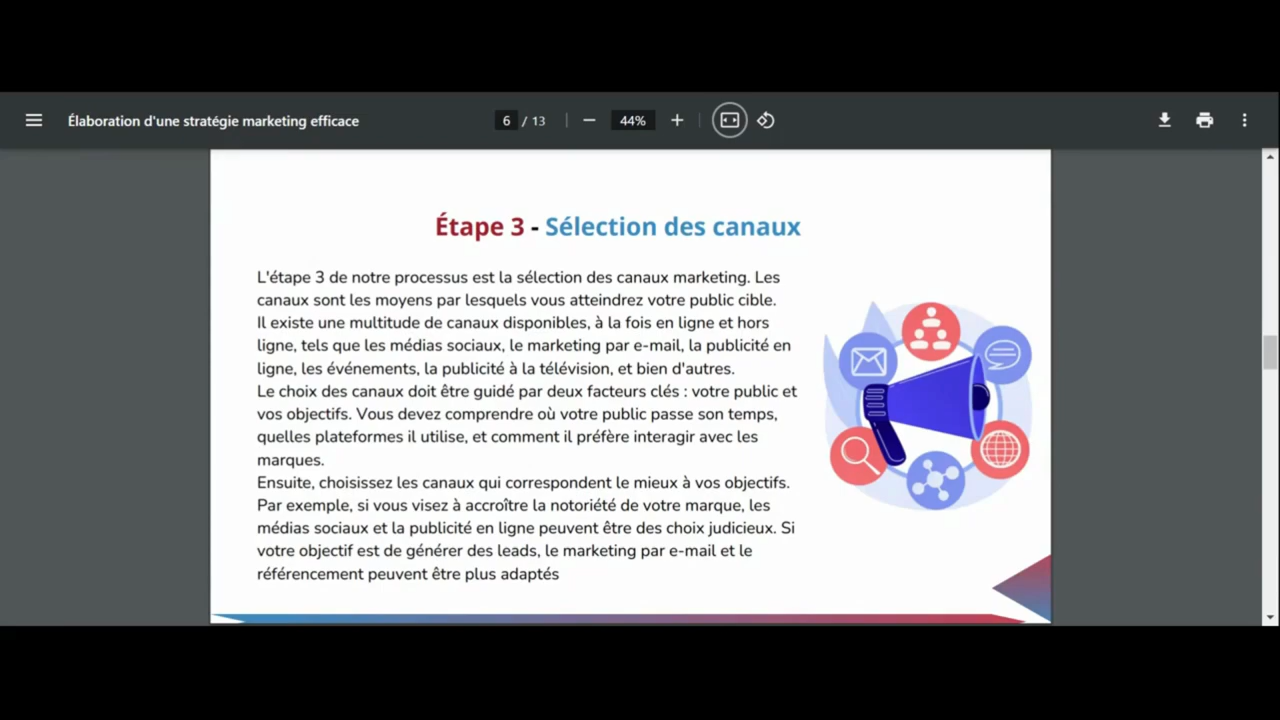 Élaboration d'une stratégie marketing efficace
6 / 13
44%
Étape 3 - Sélection des canaux
L'étape 3 de notre processus est la sélection des canaux marketing. Les
canaux sont les moyens par lesquels vous atteindrez votre public cible.
Il existe une multitude de canaux disponibles, à la fois en ligne et hors
ligne, tels que les médias sociaux, le marketing par e-mail, la publicité en
ligne, les événements, la publicité à la télévision, et bien d'autres.
Le choix des canaux doit être guidé par deux facteurs clés : votre public et
vos objectifs. Vous devez comprendre où votre public passe son temps,
quelles plateformes il utilise, et comment il préfère interagir avec les
marques.
Ensuite, choisissez les canaux qui correspondent le mieux à vos objectifs.
Par exemple, si vous visez à accroître la notoriété de votre marque, les
médias sociaux et la publicité en ligne peuvent être des choix judicieux. Si
votre objectif est de générer des leads, le marketing par e-mail et le
référencement peuvent être plus adaptés